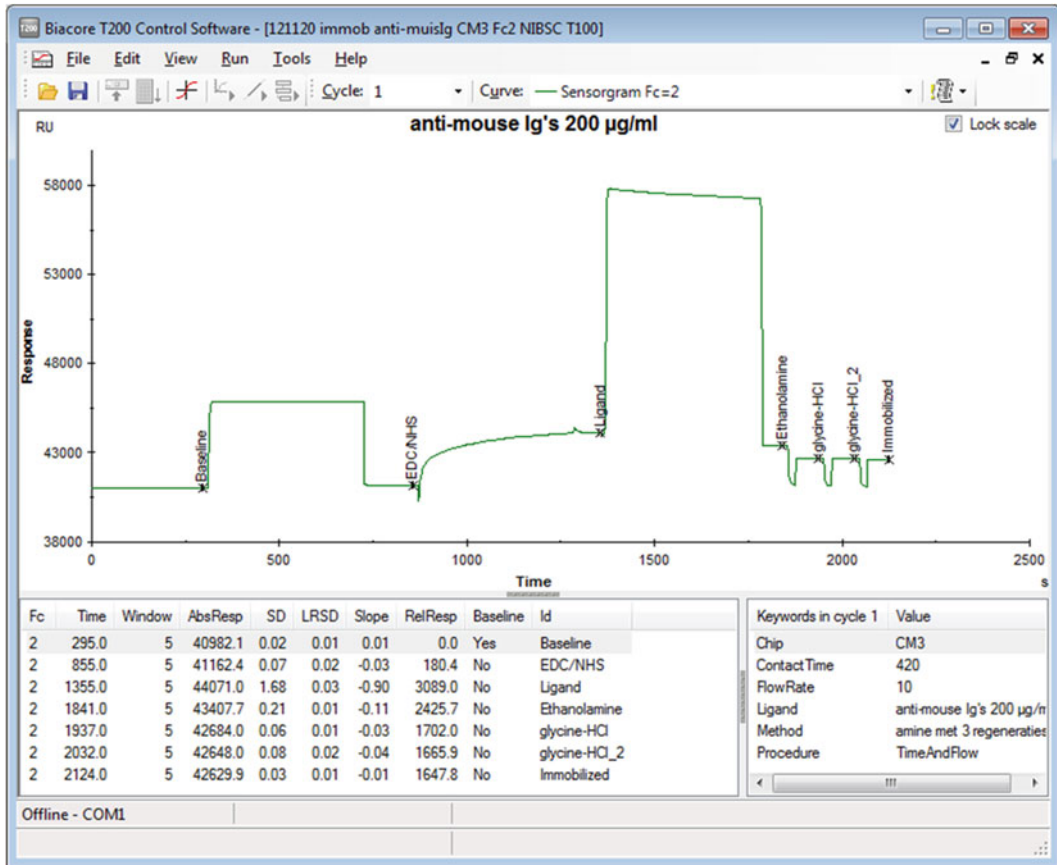 T200 Biacore T200 Control Software - [121120 immob anti-muisIg CM3 Fc2 NIBSC T100]
File Edit View Run Tools Help
Cycle: 1 Curve: Sensorgram Fc=2
RU anti-mouse Ig's 200 µg/ml Lock scale
58000
53000
48000
43000
38000
Response
Baseline
EDC/NHS
Ligand
Ethanolamine
glycine-HCl
glycine-HCl_2
Immobilized
0 500 1000 1500 2000 2500
Time s
Fc Time Window AbsResp SD LRSD Slope RelResp Baseline Id
2 295.0 5 40982.1 0.02 0.01 0.01 0.0 Yes Baseline
2 855.0 5 41162.4 0.07 0.02 -0.03 180.4 No EDC/NHS
2 1355.0 5 44071.0 1.68 0.03 -0.90 3089.0 No Ligand
2 1841.0 5 43407.7 0.21 0.01 -0.11 2425.7 No Ethanolamine
2 1937.0 5 42684.0 0.06 0.01 -0.03 1702.0 No glycine-HCl
2 2032.0 5 42648.0 0.08 0.02 -0.04 1665.9 No glycine-HCl_2
2 2124.0 5 42629.9 0.03 0.01 -0.01 1647.8 No Immobilized
Keywords in cycle 1 Value
Chip CM3
ContactTime 420
FlowRate 10
Ligand anti-mouse Ig's 200 µg/m
Method amine met 3 regeneraties
Procedure TimeAndFlow
Offline - COM1